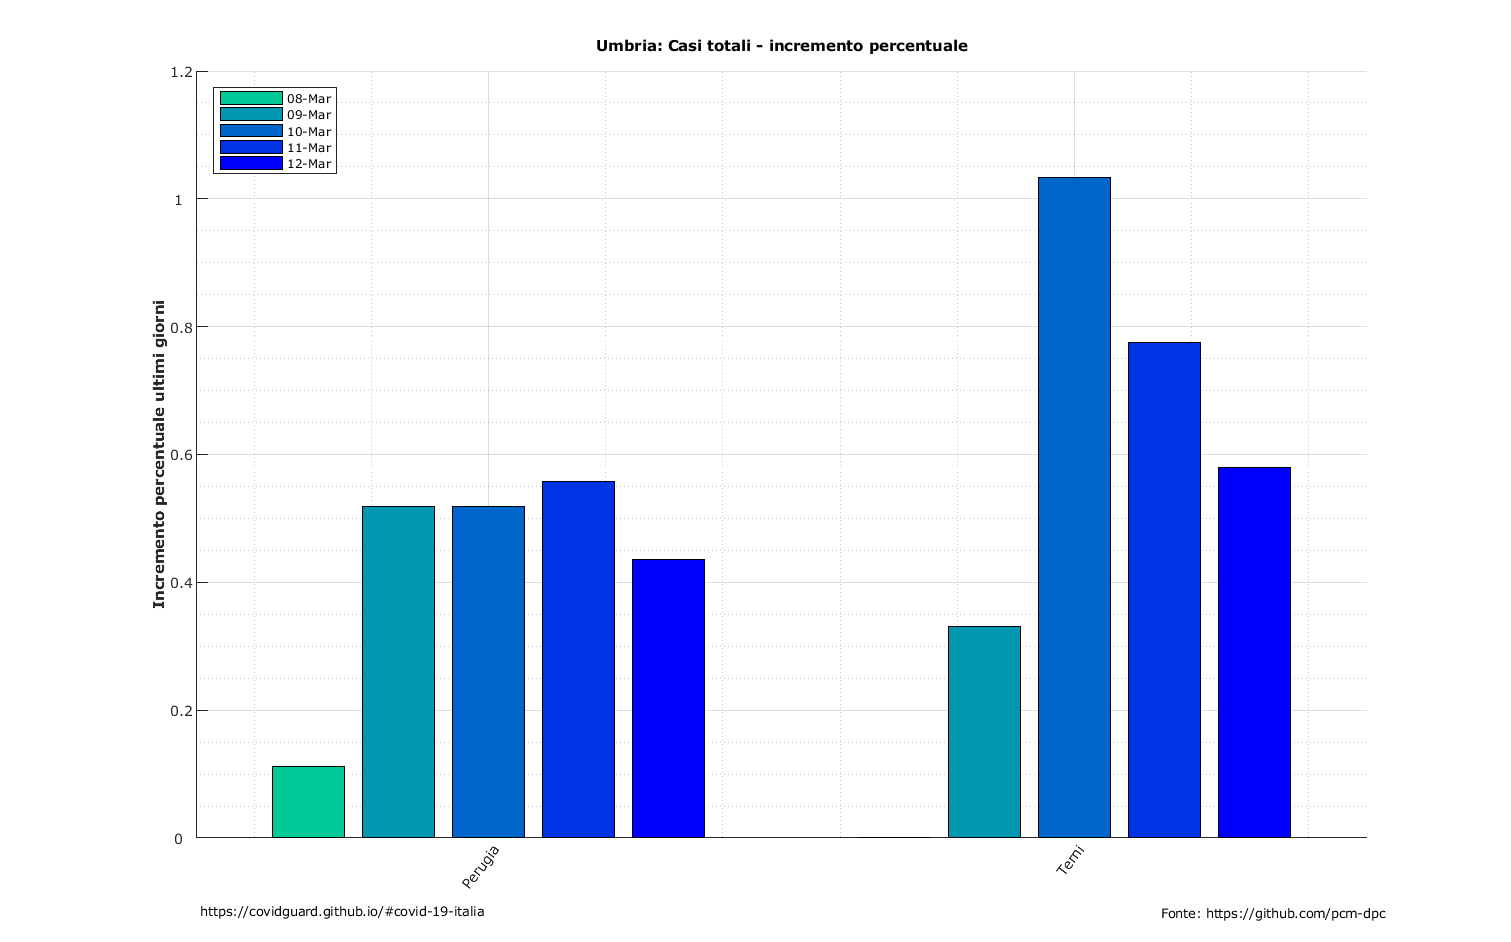 Umbria: Casi totali - incremento percentuale
08-Mar
09-Mar
10-Mar
11-Mar
12-Mar
Incremento percentuale ultimi giorni
1.2
1
0.8
0.6
0.4
0.2
0
Perugia
Terni
https://covidguard.github.io/#covid-19-italia
Fonte: https://github.com/pcm-dpc